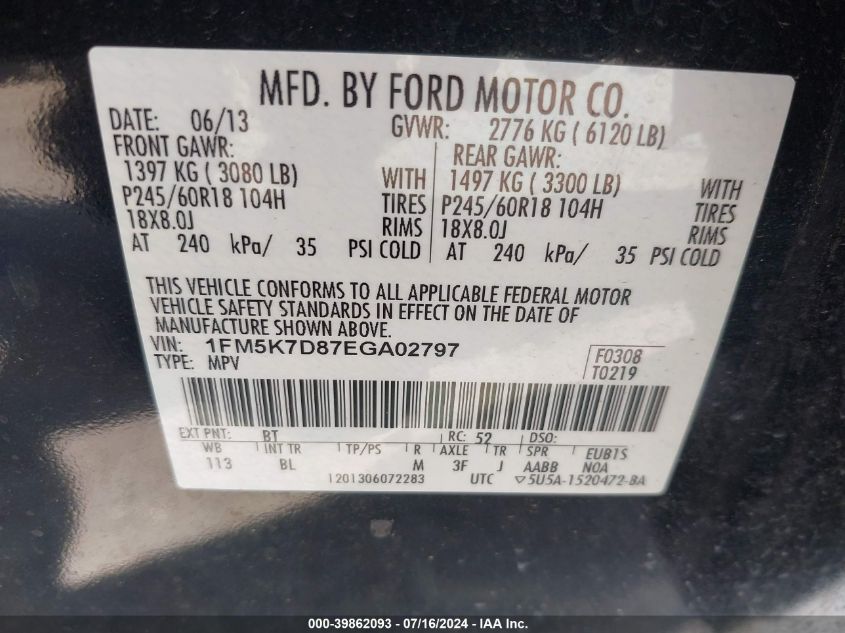 MFD. BY FORD MOTOR CO.
DATE: 06/13 GVWR: 2776 KG ( 6120 LB)
FRONT GAWR: REAR GAWR:
1397 KG ( 3080 LB) WITH 1497 KG ( 3300 LB) WITH
P245/60R18 104H TIRES P245/60R18 104H TIRES
18X8.0J RIMS 18X8.0J RIMS
AT 240 kPa/ 35 PSI COLD AT 240 kPa/ 35 PSI COLD
THIS VEHICLE CONFORMS TO ALL APPLICABLE FEDERAL MOTOR
VEHICLE SAFETY STANDARDS IN EFFECT ON THE DATE OF
MANUFACTURE SHOWN ABOVE.
VIN: 1FM5K7D87EGA02797 F0308
TYPE: MPV T0219
EXT PNT: BT RC: 52 DSO:
WB INT TR TP/PS R AXLE TR SPR EUB1S
113 BL M 3F J AABB NOA
1201306072283 UTC ▽5U5A-1520472-BA
000-39862093 - 07/16/2024 - IAA Inc.